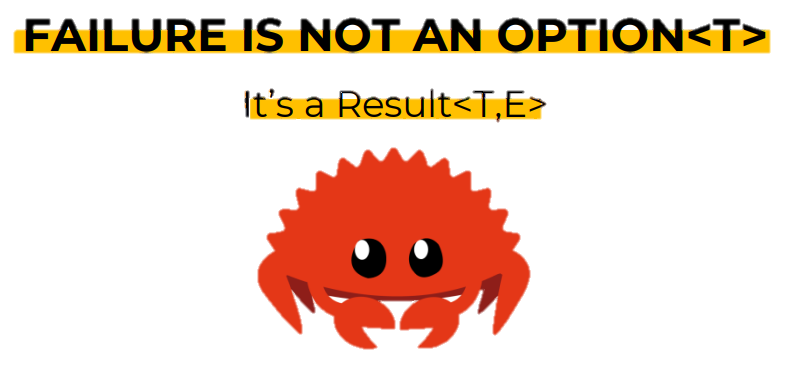 FAILURE IS NOT AN OPTION<T>
It's a Result<T,E>